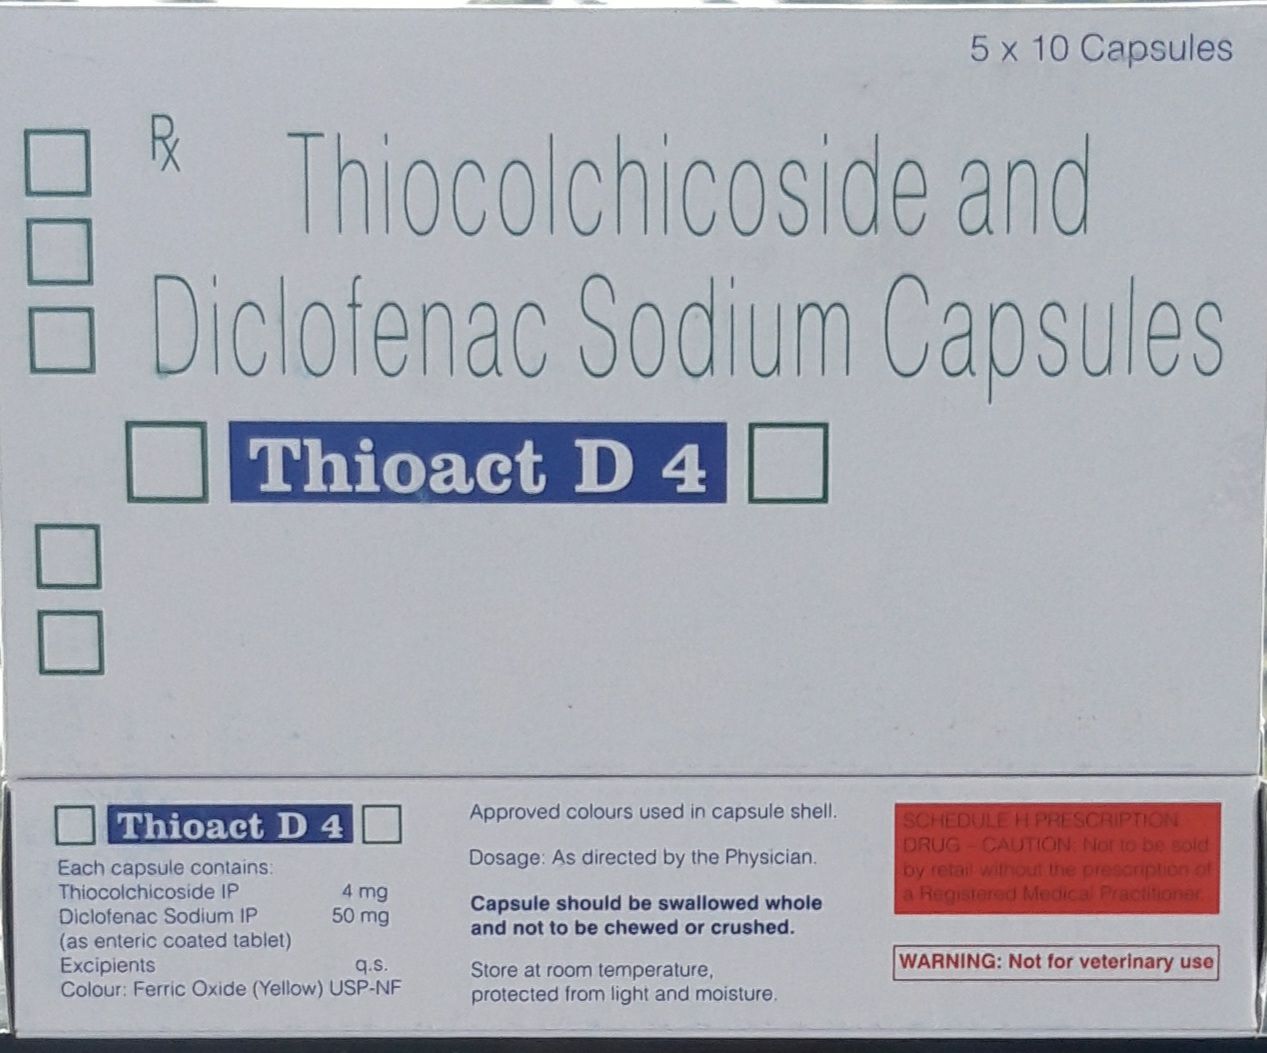 5 x 10 Capsules
Rx
Thiocolchicoside and
Diclofenac Sodium Capsules
Thioact D 4
Thioact D 4
Each capsule contains:
Thiocolchicoside IP 4 mg
Diclofenac Sodium IP 50 mg
(as enteric coated tablet)
Excipients q.s.
Colour: Ferric Oxide (Yellow) USP-NF
Approved colours used in capsule shell.
Dosage: As directed by the Physician.
Capsule should be swallowed whole
and not to be chewed or crushed.
Store at room temperature,
protected from light and moisture.
SCHEDULE H PRESCRIPTION
DRUG - CAUTION: Not to be sold
by retail without the prescription of
a Registered Medical Practitioner.
WARNING: Not for veterinary use